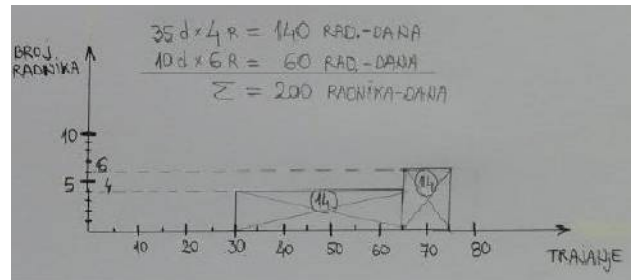 35 d × 4 R = 140 RAD.-DANA
10 d × 6 R = 60 RAD.-DANA
Σ = 200 RADNIKA-DANA
BROJ
RADNIKA
10
6
5 4
14 14
10 20 30 40 50 60 70 80
TRAJANJE